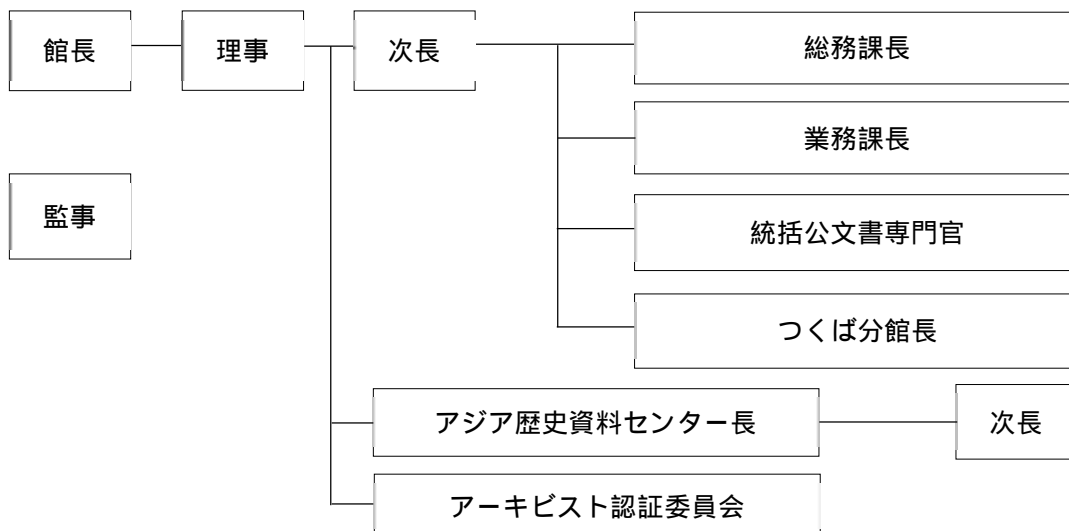 館長
理事
次長
総務課長
業務課長
監事
統括公文書専門官
つくば分館長
アジア歴史資料センター長
次長
アーキビスト認証委員会